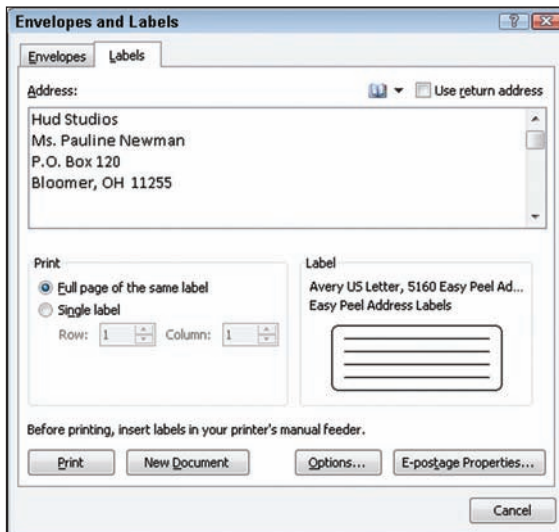 Envelopes and Labels
?
Envelopes Labels
Address:
Use return address
Hud Studios
Ms. Pauline Newman
P.O. Box 120
Bloomer, OH 11255
Print
Full page of the same label
Single label
Row: 1 Column: 1
Label
Avery US Letter, 5160 Easy Peel Ad...
Easy Peel Address Labels
Before printing, insert labels in your printer's manual feeder.
Print New Document Options... E-postage Properties...
Cancel